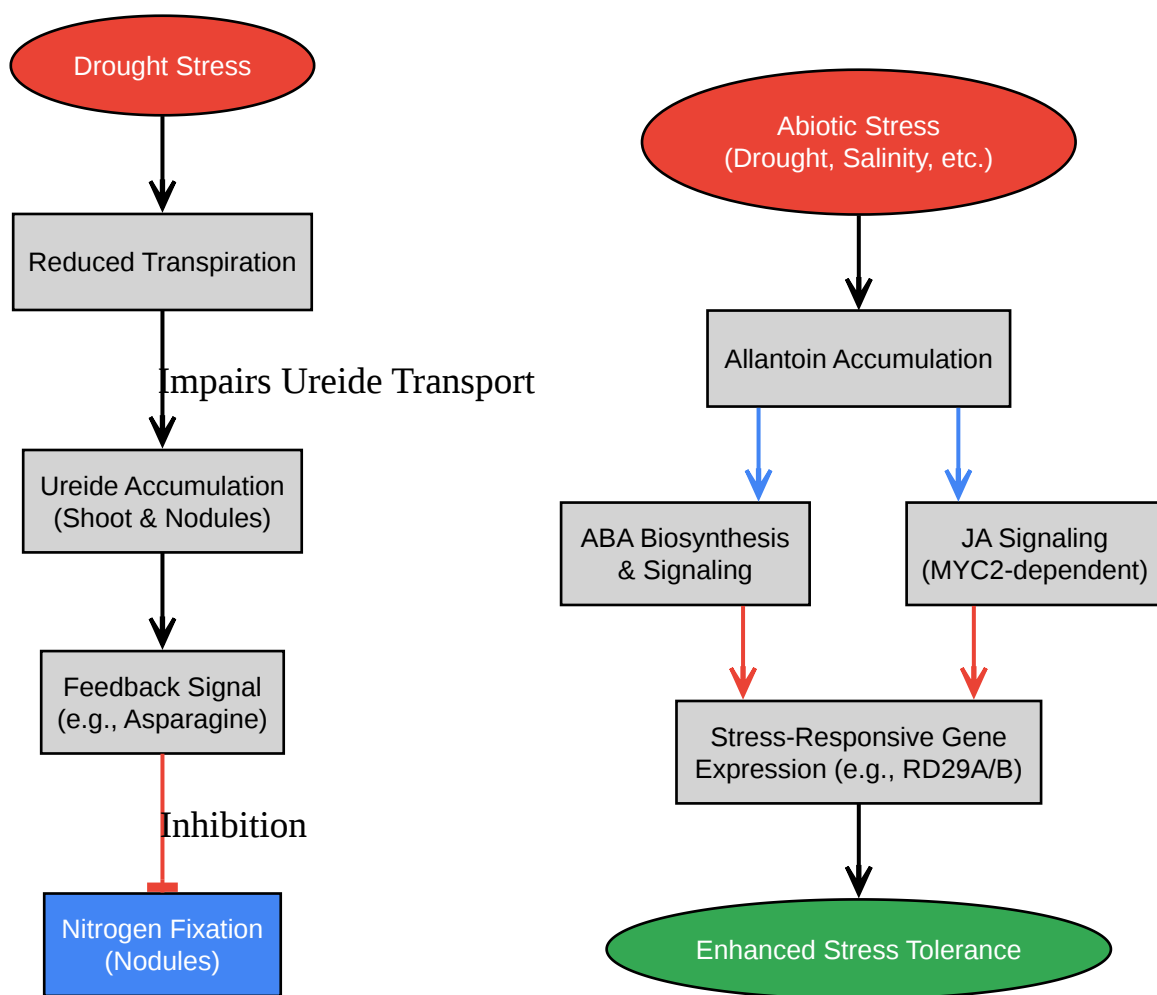 Drought Stress
Reduced Transpiration
Impairs Ureide Transport
Ureide Accumulation
(Shoot & Nodules)
Feedback Signal
(e.g., Asparagine)
Inhibition
Nitrogen Fixation
(Nodules)
Abiotic Stress
(Drought, Salinity, etc.)
Allantoin Accumulation
ABA Biosynthesis
& Signaling
JA Signaling
(MYC2-dependent)
Stress-Responsive Gene
Expression (e.g., RD29A/B)
Enhanced Stress Tolerance